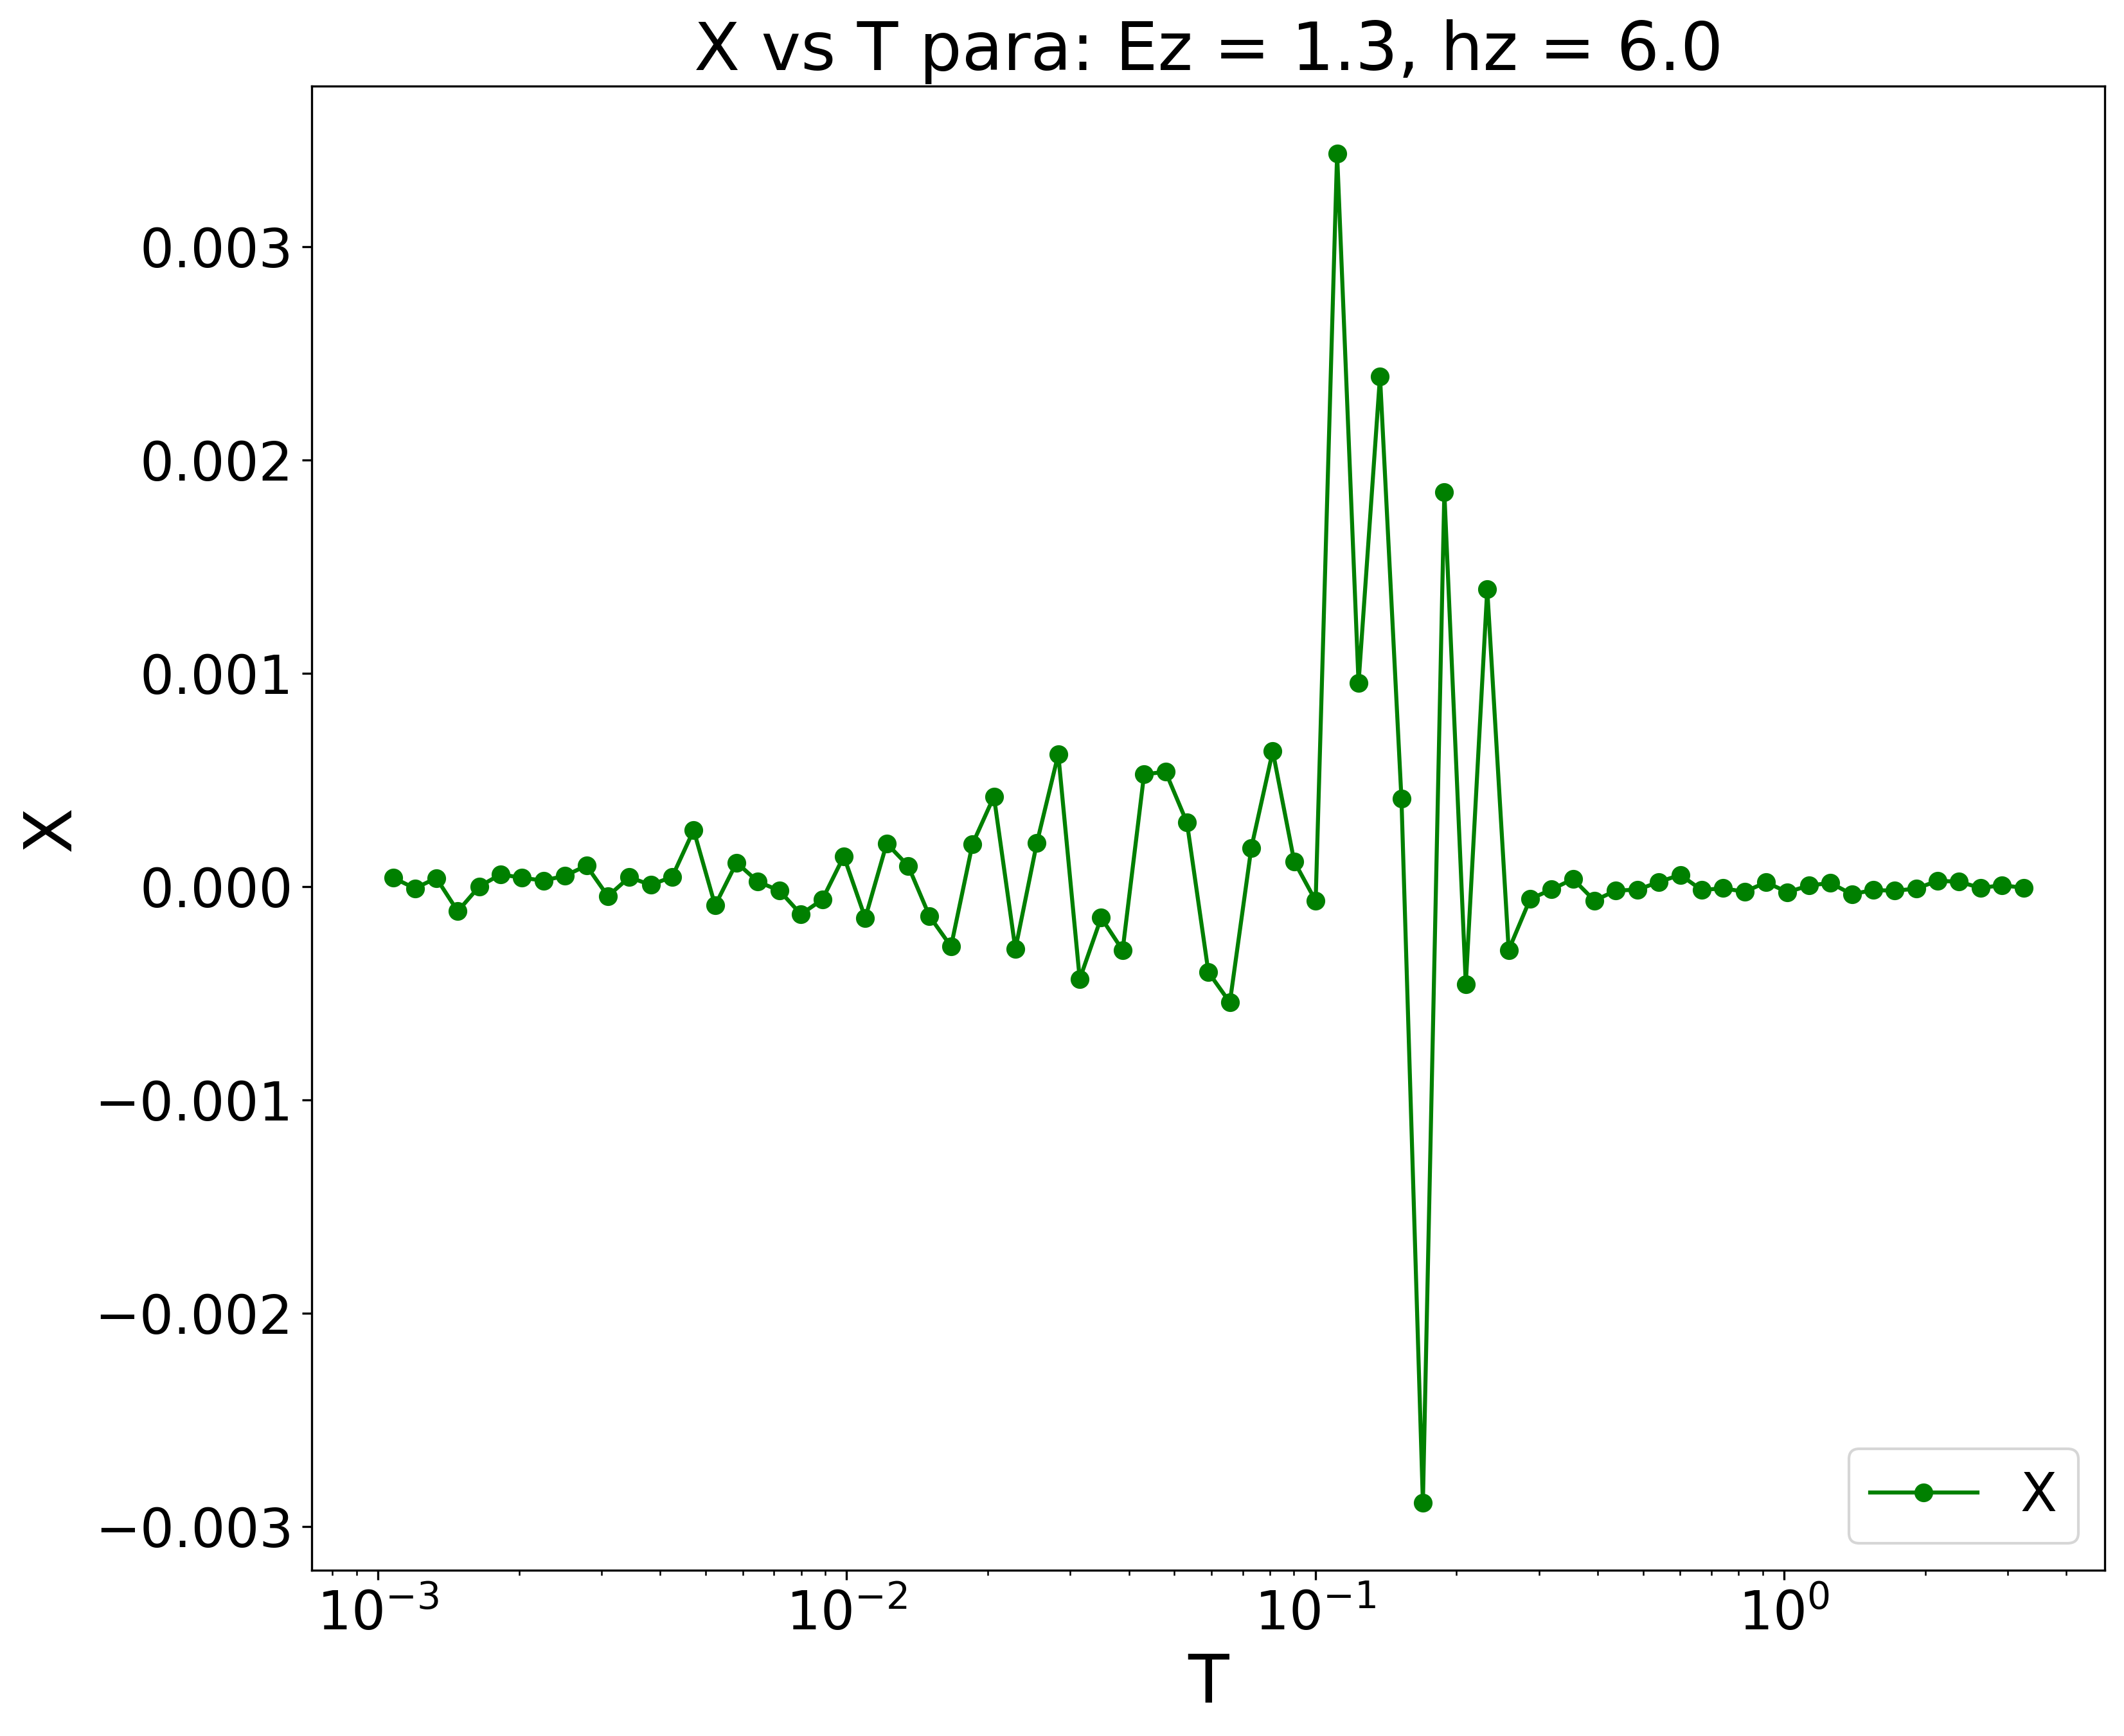 X vs T para: Ez = 1.3, hz = 6.0
X
0.003
0.002
0.001
0.000
−0.001
−0.002
−0.003
X
10⁻³ 10⁻² 10⁻¹ 10⁰
T